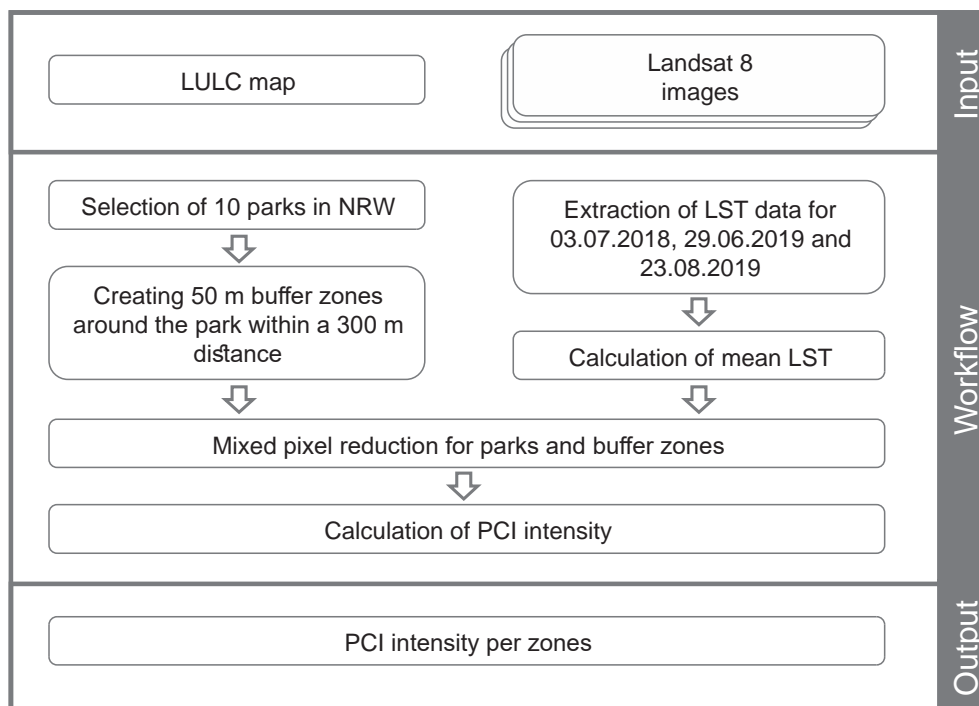 LULC map
Landsat 8
images
Input
Selection of 10 parks in NRW
Creating 50 m buffer zones
around the park within a 300 m
distance
Extraction of LST data for
03.07.2018, 29.06.2019 and
23.08.2019
Calculation of mean LST
Mixed pixel reduction for parks and buffer zones
Calculation of PCI intensity
Workflow
PCI intensity per zones
Output